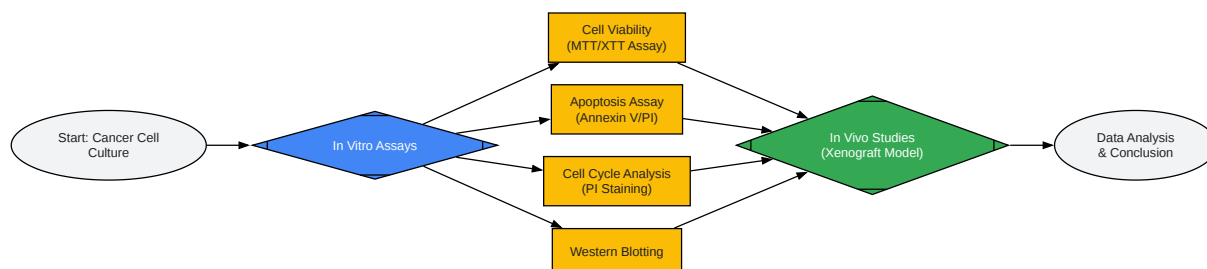 Start: Cancer Cell
Culture
In Vitro Assays
Cell Viability
(MTT/XTT Assay)
Apoptosis Assay
(Annexin V/PI)
Cell Cycle Analysis
(PI Staining)
Western Blotting
In Vivo Studies
(Xenograft Model)
Data Analysis
& Conclusion